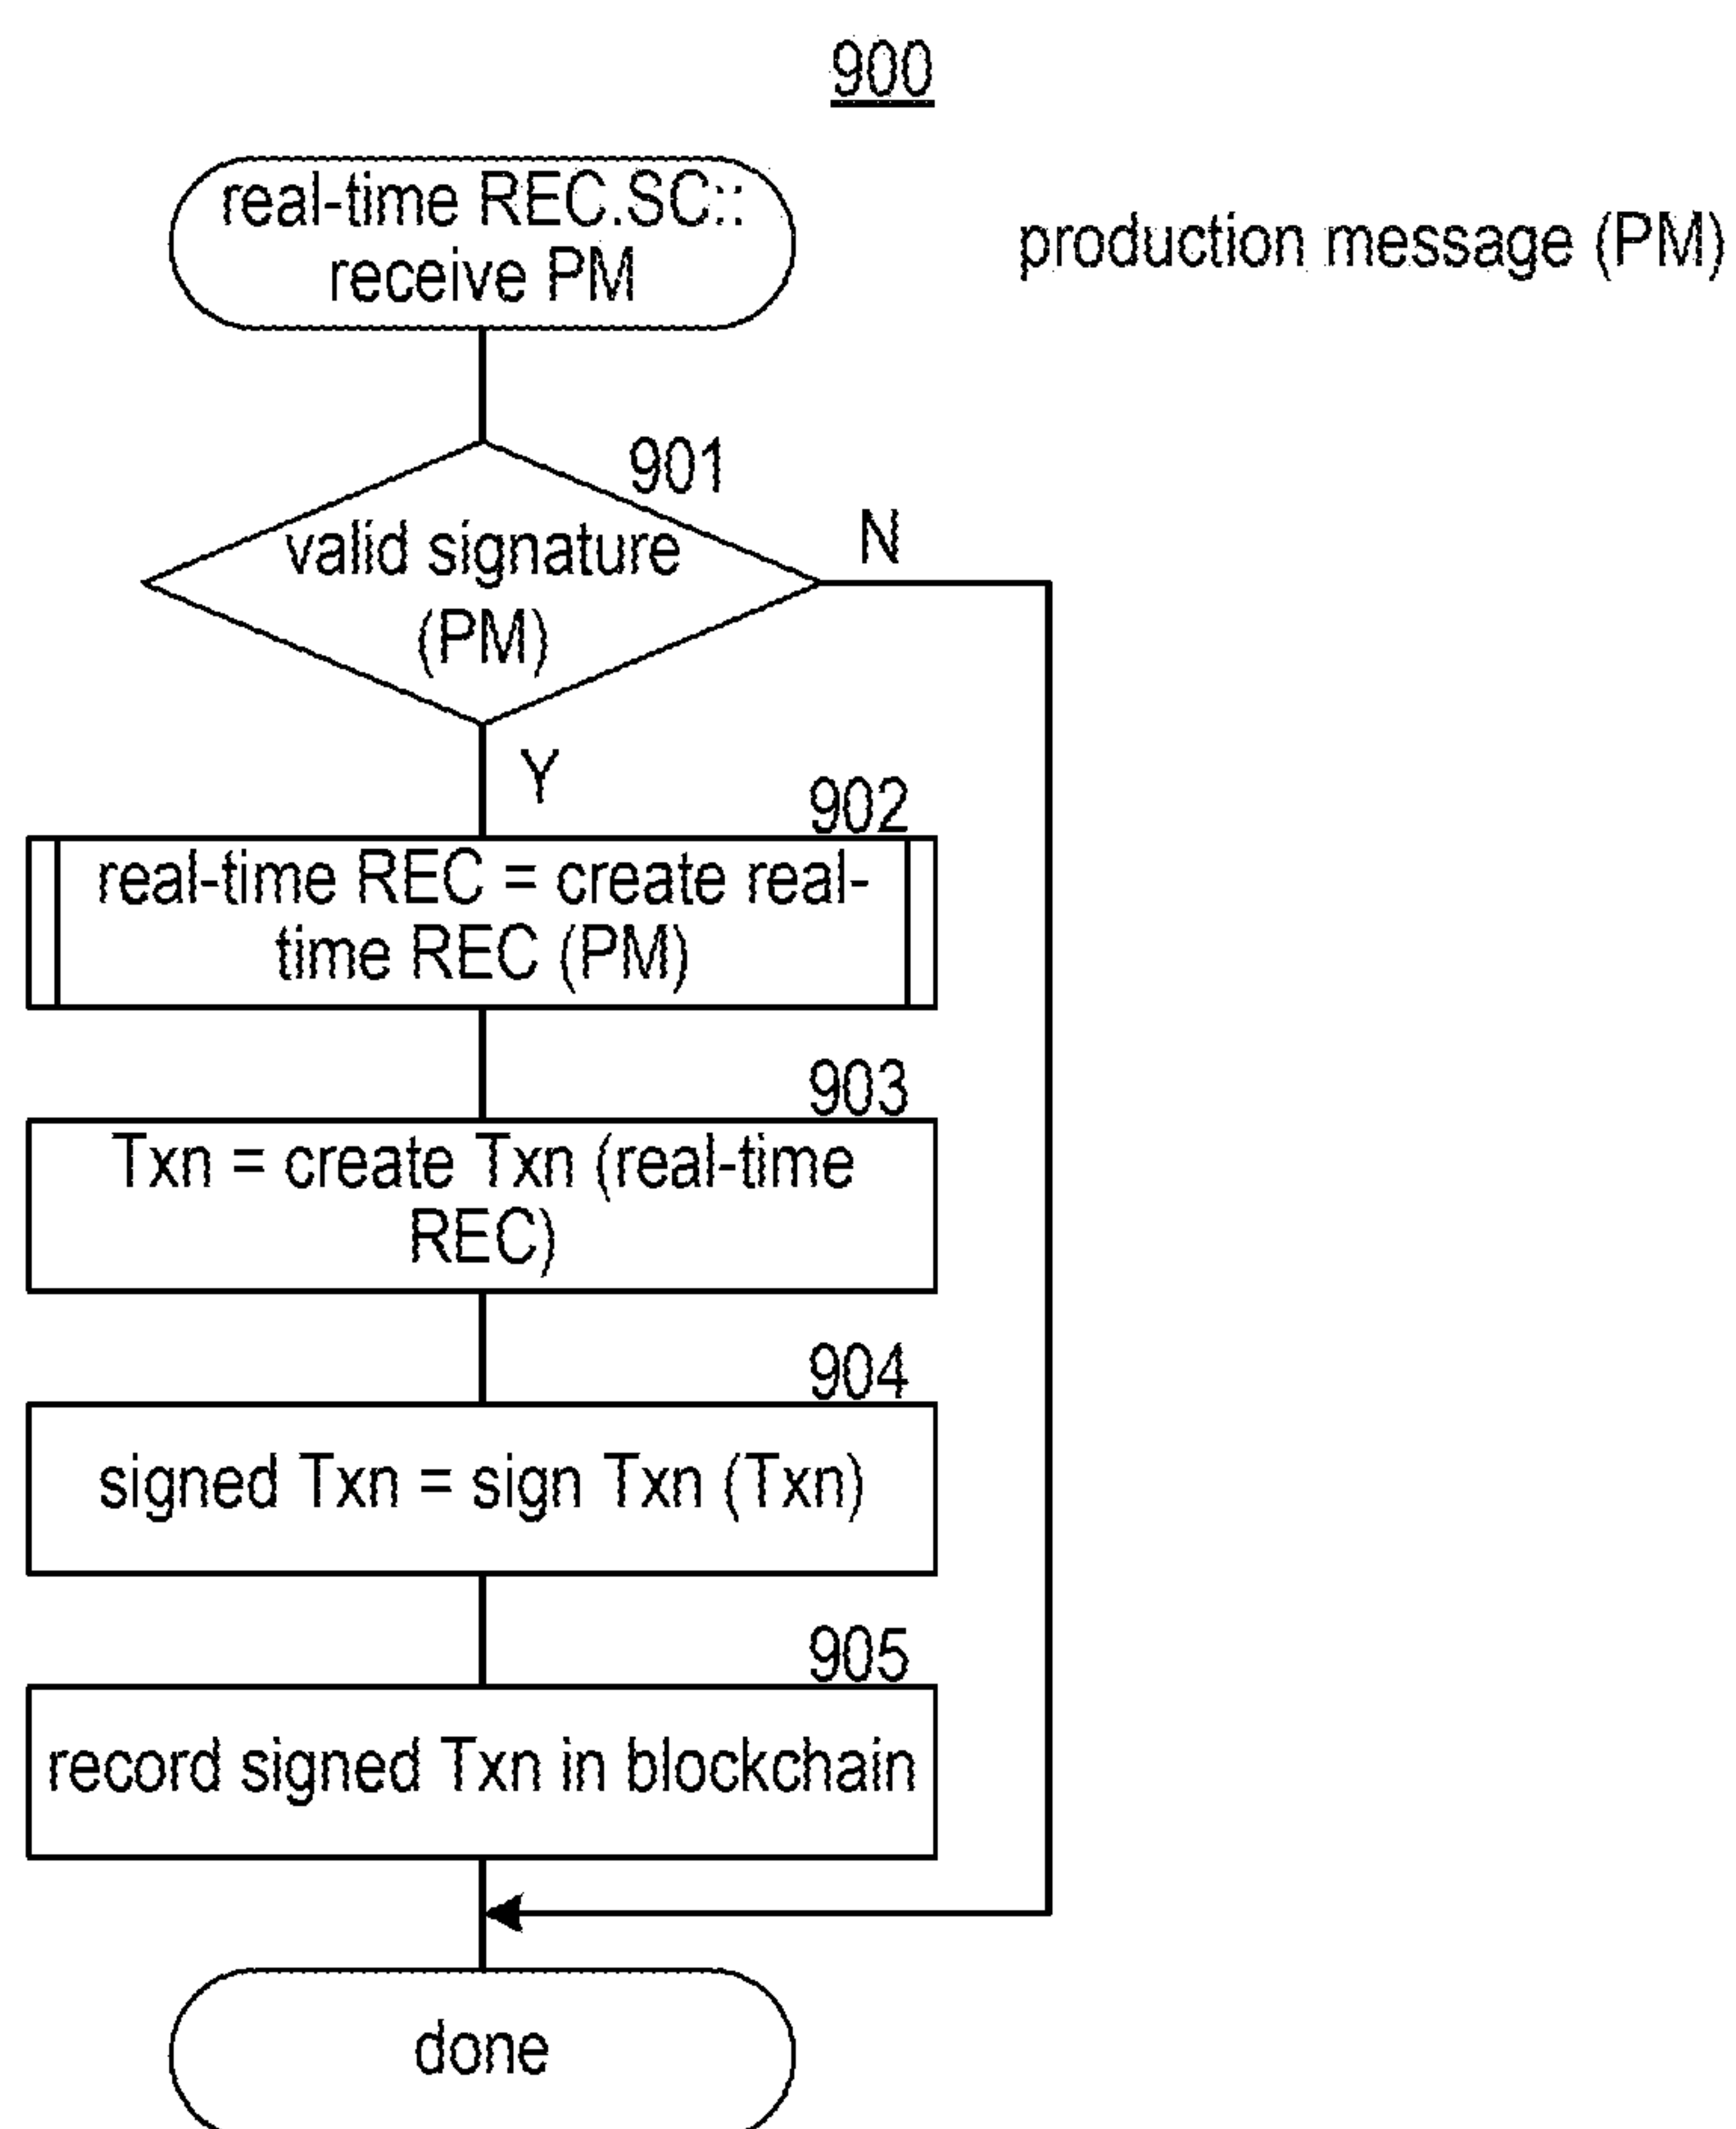 900
real-time REC.SC::
receive PM
production message (PM)
901
valid signature
(PM)
N
Y
902
real-time REC = create real-
time REC (PM)
903
Txn = create Txn (real-time
REC)
904
signed Txn = sign Txn (Txn)
905
record signed Txn in blockchain
done